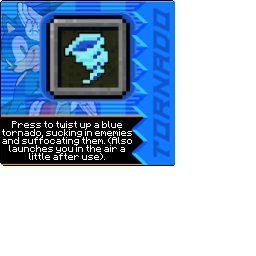 TORNADO
Press to twist up a blue
tornado, sucking in ememies
and suffocating them. (Also
launches you in the air a
little after use).